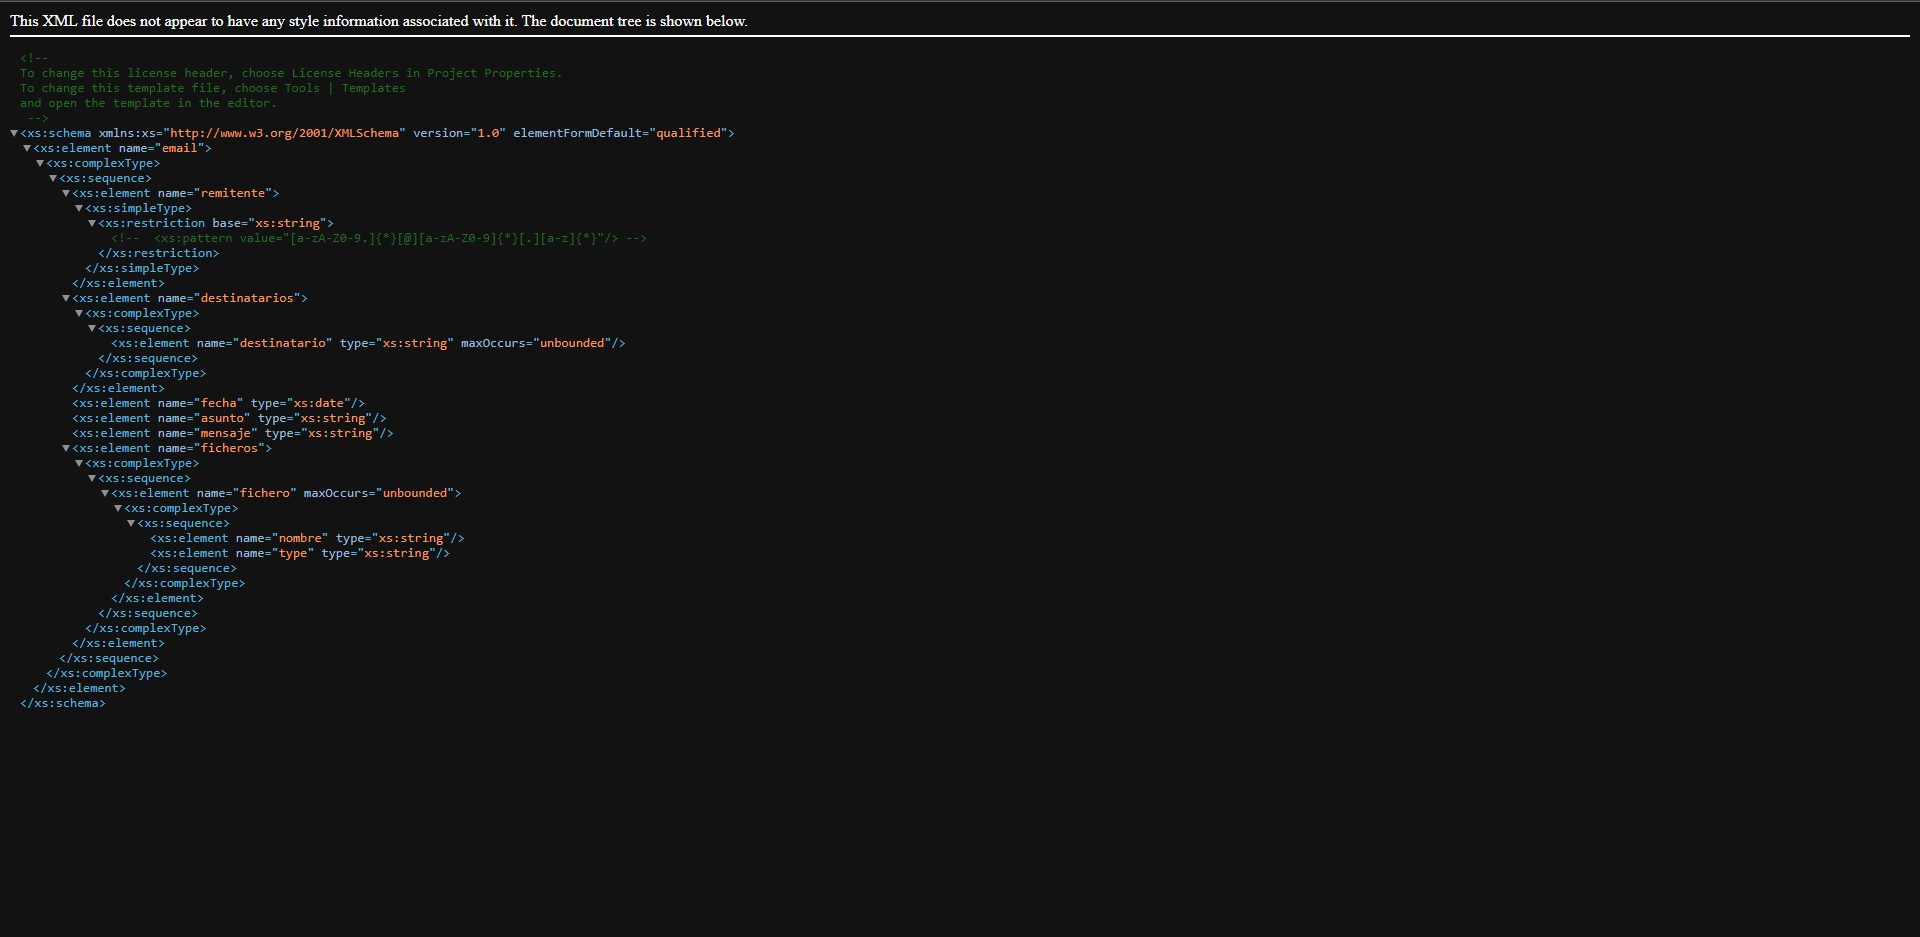 This XML file does not appear to have any style information associated with it. The document tree is shown below.
<!--
To change this license header, choose License Headers in Project Properties.
To change this template file, choose Tools | Templates
and open the template in the editor.
-->
▼<xs:schema xmlns:xs="http://www.w3.org/2001/XMLSchema" version="1.0" elementFormDefault="qualified">
▼<xs:element name="email">
▼<xs:complexType>
▼<xs:sequence>
▼<xs:element name="remitente">
▼<xs:simpleType>
▼<xs:restriction base="xs:string">
<!--  <xs:pattern value="[a-zA-Z0-9.]{*}[@][a-zA-Z0-9]{*}[.][a-z]{*}"/> -->
</xs:restriction>
</xs:simpleType>
</xs:element>
▼<xs:element name="destinatarios">
▼<xs:complexType>
▼<xs:sequence>
<xs:element name="destinatario" type="xs:string" maxOccurs="unbounded"/>
</xs:sequence>
</xs:complexType>
</xs:element>
<xs:element name="fecha" type="xs:date"/>
<xs:element name="asunto" type="xs:string"/>
<xs:element name="mensaje" type="xs:string"/>
▼<xs:element name="ficheros">
▼<xs:complexType>
▼<xs:sequence>
▼<xs:element name="fichero" maxOccurs="unbounded">
▼<xs:complexType>
▼<xs:sequence>
<xs:element name="nombre" type="xs:string"/>
<xs:element name="type" type="xs:string"/>
</xs:sequence>
</xs:complexType>
</xs:element>
</xs:sequence>
</xs:complexType>
</xs:element>
</xs:sequence>
</xs:complexType>
</xs:element>
</xs:schema>